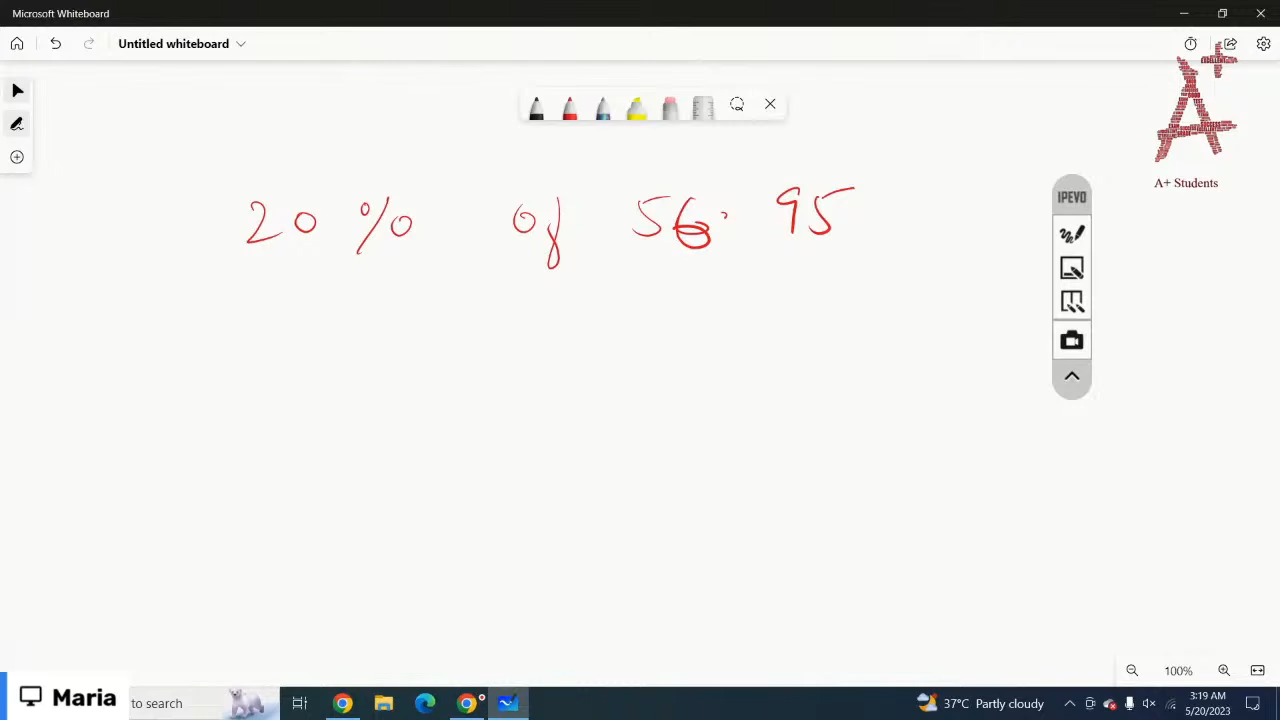 Microsoft Whiteboard
Untitled whiteboard
A+ Students
20 % of 56. 95
IPEVO
100%
Maria
to search
37°C Partly cloudy
3:19 AM
5/20/2023